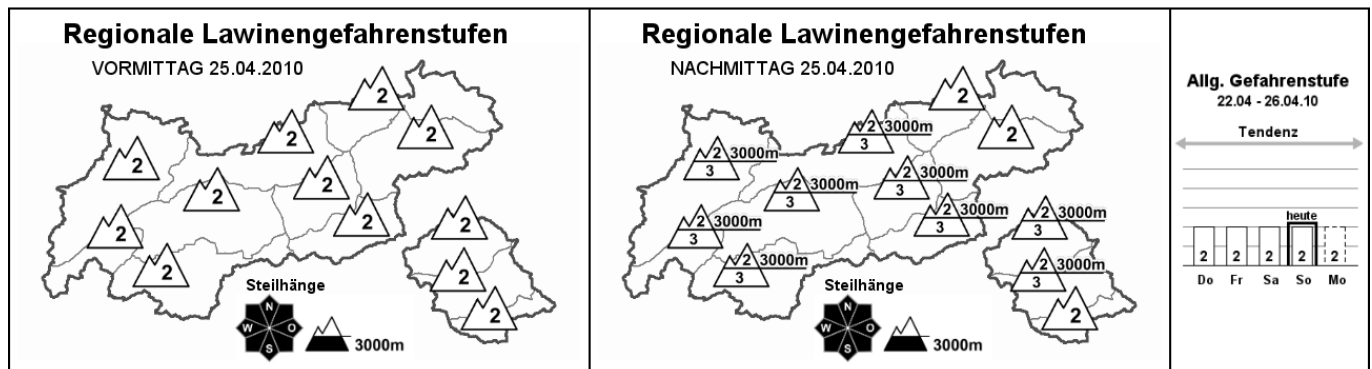 Regionale Lawinengefahrenstufen
VORMITTAG 25.04.2010
2
2
2
2
2
2
2
2
2
2
2
2
Steilhänge
N
W O
S
3000m
Regionale Lawinengefahrenstufen
NACHMITTAG 25.04.2010
2
2
2 3000m
3
2 3000m
3
2 3000m
3
2 3000m
3
2 3000m
3
2 3000m
3
2 3000m
3
2 3000m
3
2 3000m
3
2
Steilhänge
N
W O
S
3000m
Allg. Gefahrenstufe
22.04 - 26.04.10
Tendenz
heute
2 2 2 2 2
Do Fr Sa So Mo